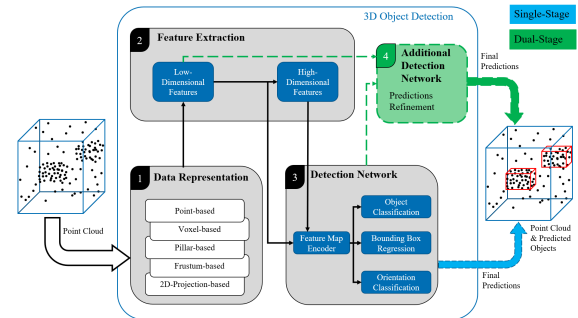 3D Object Detection
Single-Stage
Dual-Stage
2
Feature Extraction
Low-
Dimensional
Features
High-
Dimensional
Features
4
Additional
Detection
Network
Predictions
Refinement
Final
Predictions
Point Cloud
1
Data Representation
Point-based
Voxel-based
Pillar-based
Frustum-based
2D-Projection-based
3
Detection Network
Feature Map
Encoder
Object
Classification
Bounding Box
Regression
Orientation
Classification
Point Cloud
& Predicted
Objects
Final
Predictions